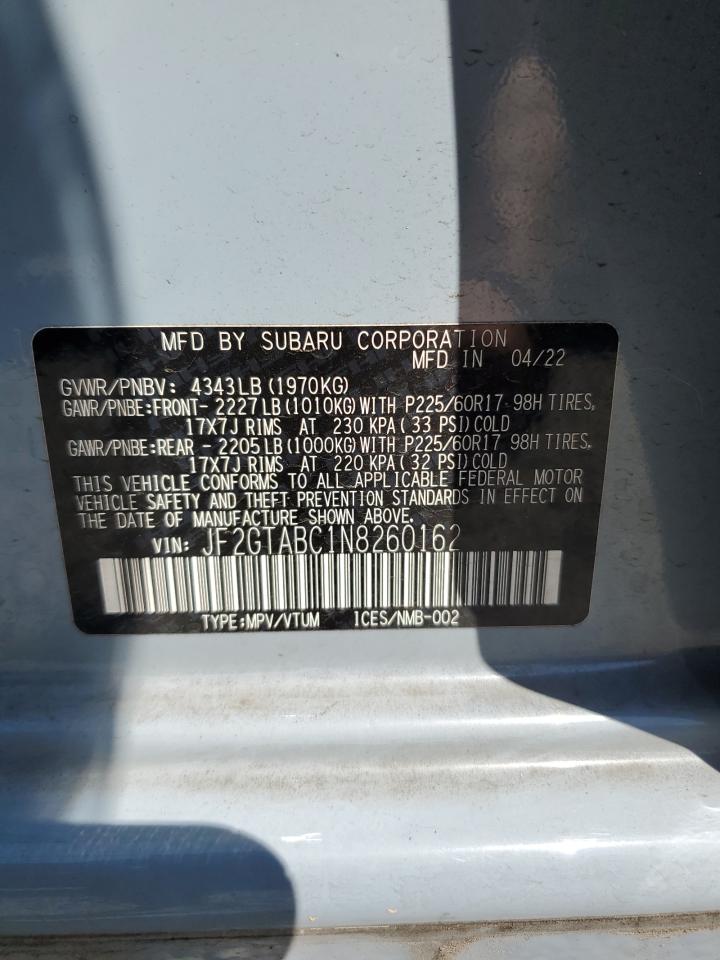 MFD BY SUBARU CORPORATION
MFD IN 04/22
GVWR/PNBV: 4343LB(1970KG)
GAWR/PNBE:FRONT-2227LB(1010KG)WITH P225/60R17 98H TIRES,
17X7J RIMS AT 230 KPA(33 PSI)COLD
GAWR/PNBE:REAR -2205LB(1000KG)WITH P225/60R17 98H TIRES,
17X7J RIMS AT 220 KPA(32 PSI)COLD
THIS VEHICLE CONFORMS TO ALL APPLICABLE FEDERAL MOTOR
VEHICLE SAFETY AND THEFT PREVENTION STANDARDS IN EFFECT ON
THE DATE OF MANUFACTURE SHOWN ABOVE.
VIN: JF2GTABC1N8260162
TYPE:MPV/VTUM ICES/NMB-002